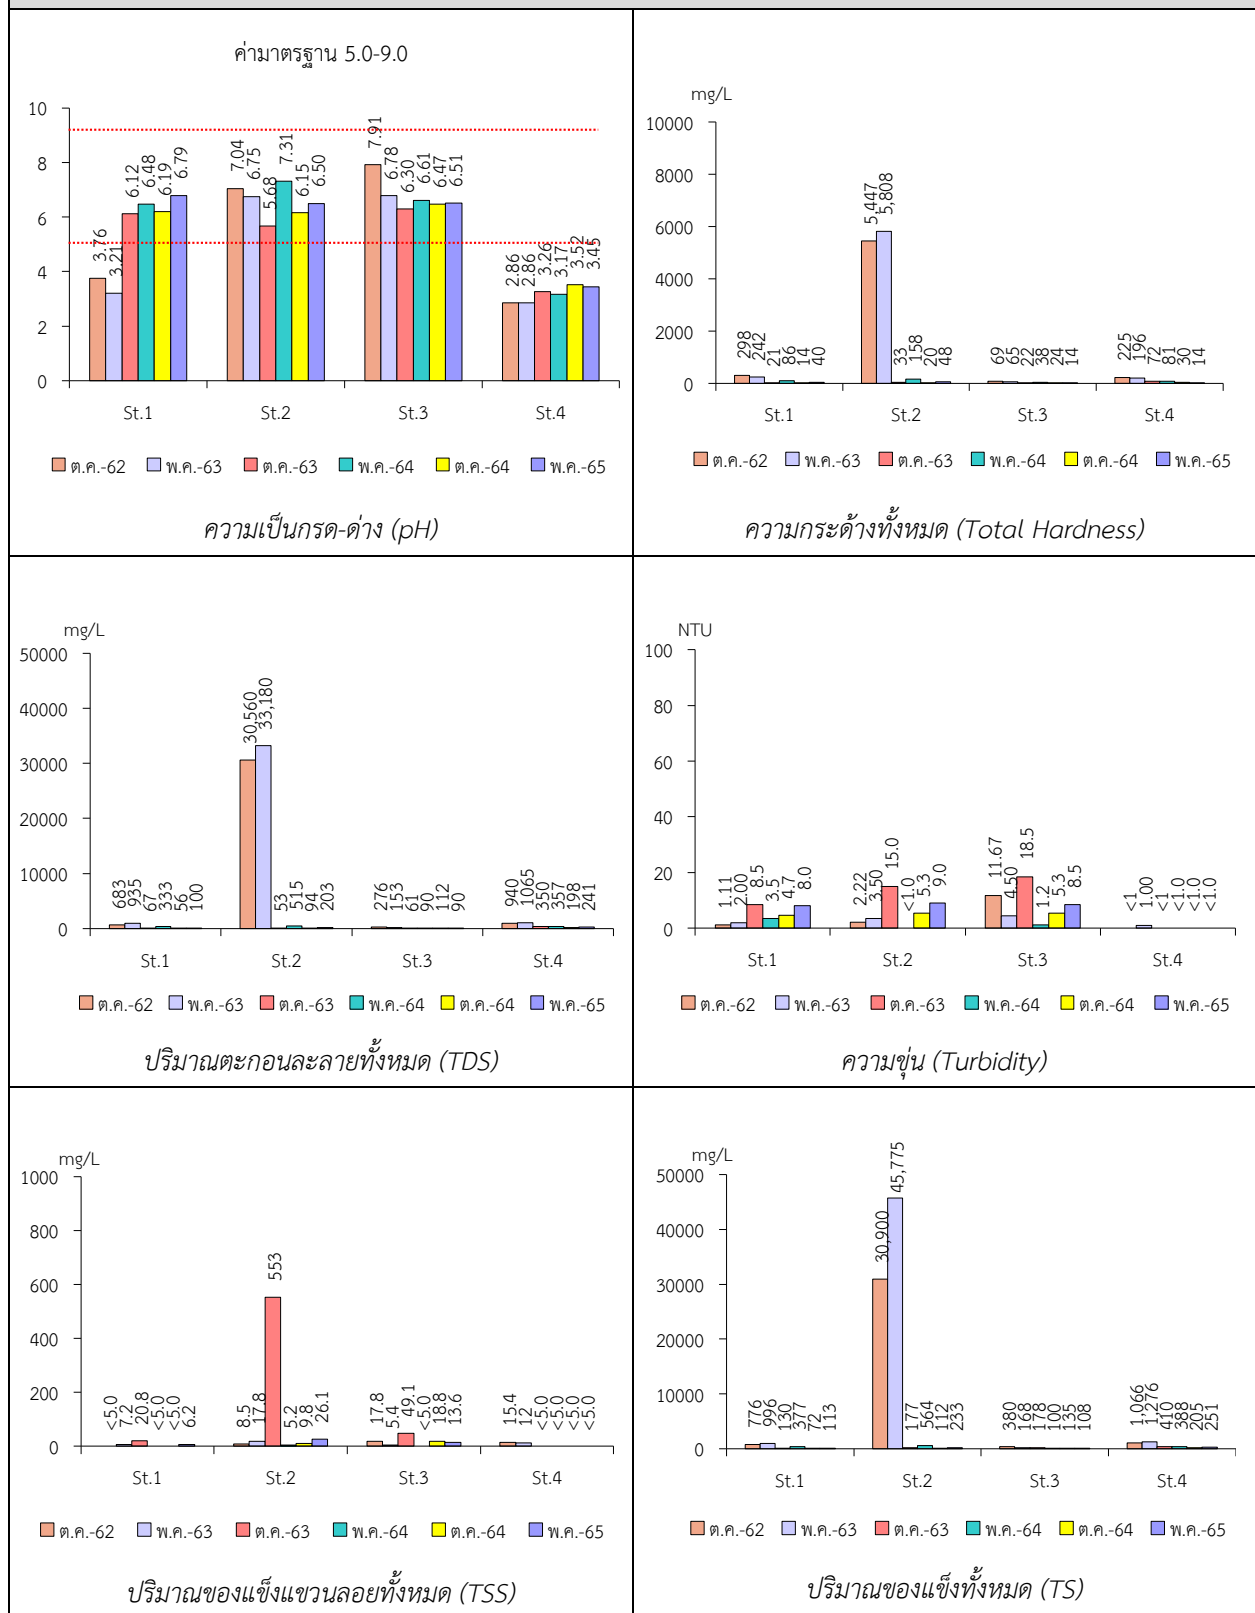 ค่ามาตรฐาน 5.0-9.0
10
8
6
4
2
0
3.76 3.21 6.12 6.48 6.19 6.79
7.04 6.75 5.68 7.31 6.15 6.50
7.91 6.78 6.30 6.61 6.47 6.51
2.86 2.86 3.26 3.17 3.52 3.45
St.1 St.2 St.3 St.4
ต.ค.-62 พ.ค.-63 ต.ค.-63 พ.ค.-64 ต.ค.-64 พ.ค.-65
ความเป็นกรด-ด่าง (pH)
mg/L
10000
8000
6000
4000
2000
0
298 242 21 86 14 40
5,447 5,808 33 158 20 48
69 65 22 38 24 14
225 196 72 81 30 14
St.1 St.2 St.3 St.4
ต.ค.-62 พ.ค.-63 ต.ค.-63 พ.ค.-64 ต.ค.-64 พ.ค.-65
ความกระด้างทั้งหมด (Total Hardness)
mg/L
50000
40000
30000
20000
10000
0
683 935 67 333 56 100
30,560 33,180 53 515 94 203
276 153 61 90 112 90
940 1065 350 357 198 241
St.1 St.2 St.3 St.4
ต.ค.-62 พ.ค.-63 ต.ค.-63 พ.ค.-64 ต.ค.-64 พ.ค.-65
ปริมาณตะกอนละลายทั้งหมด (TDS)
NTU
100
80
60
40
20
0
1.11 2.00 8.5 3.5 4.7 8.0
2.22 3.50 15.0 <1.0 5.3 9.0
11.67 4.50 18.5 1.2 5.3 8.5
<1 1.00 <1 <1.0 <1.0 <1.0
St.1 St.2 St.3 St.4
ต.ค.-62 พ.ค.-63 ต.ค.-63 พ.ค.-64 ต.ค.-64 พ.ค.-65
ความขุ่น (Turbidity)
mg/L
1000
800
600
400
200
0
<5.0 7.2 20.8 <5.0 <5.0 6.2
8.5 17.8 553 5.2 9.8 26.1
17.8 5.4 49.1 <5.0 18.8 13.6
15.4 12 <5.0 <5.0 <5.0 <5.0
St.1 St.2 St.3 St.4
ต.ค.-62 พ.ค.-63 ต.ค.-63 พ.ค.-64 ต.ค.-64 พ.ค.-65
ปริมาณของแข็งแขวนลอยทั้งหมด (TSS)
mg/L
50000
40000
30000
20000
10000
0
776 996 130 377 72 113
30,900 45,775 177 564 112 233
380 168 178 100 135 108
1,066 1,276 410 388 205 251
St.1 St.2 St.3 St.4
ต.ค.-62 พ.ค.-63 ต.ค.-63 พ.ค.-64 ต.ค.-64 พ.ค.-65
ปริมาณของแข็งทั้งหมด (TS)